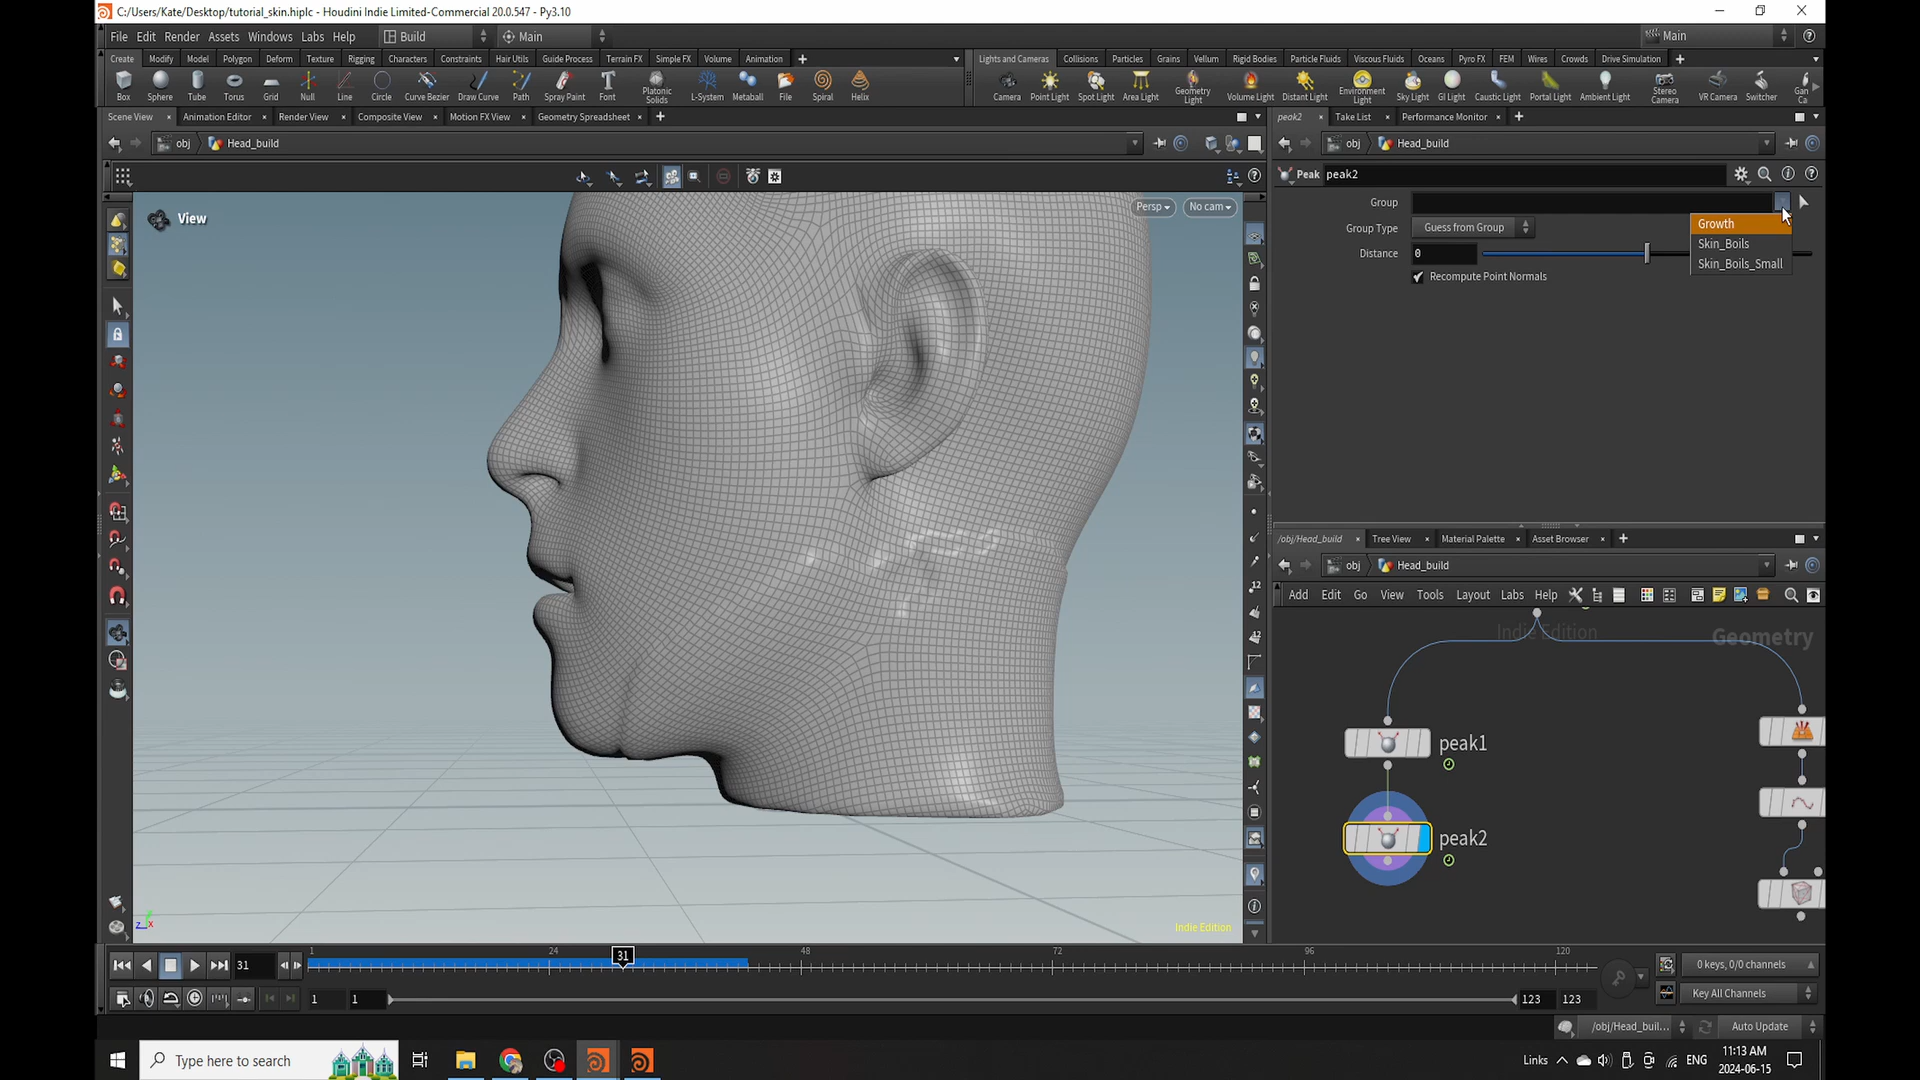 C:/Users/Kate/Desktop/tutorial_skin.hiplc - Houdini Indie Limited-Commercial 20.0.547 - Py3.10
File Edit Render Assets Windows Labs Help Build Main Main
Create Modify Model Polygon Deform Texture Rigging Characters Constraints Hair Utils Guide Process Terrain FX Simple FX Volume Animation
Lights and Cameras Collisions Particles Grains Vellum Rigid Bodies Particle Fluids Viscous Fluids Oceans Pyro FX FEM Wires Crowds Drive Simulation
Box Sphere Tube Torus Grid Null Line Circle Curve Bezier Draw Curve Path Spray Paint Font Platonic Solids L-System Metaball File Spiral Helix
Camera Point Light Spot Light Area Light Geometry Light Volume Light Distant Light Environment Light Sky Light GI Light Caustic Light Portal Light Ambient Light Stereo Camera VR Camera Switcher Gan Ca
Scene View Animation Editor Render View Composite View Motion FX View Geometry Spreadsheet
peak2 Take List Performance Monitor
obj Head_build
obj Head_build
Peak peak2
View
Persp No cam
Group
Growth
Skin_Boils
Skin_Boils_Small
Group Type Guess from Group
Distance 0
Recompute Point Normals
/obj/Head_build Tree View Material Palette Asset Browser
obj Head_build
Add Edit Go View Tools Layout Labs Help
Indie Edition
Geometry
peak1
peak2
Indie Edition
z x
31 1 24 31 48 72 96 120
0 keys, 0/0 channels
1 1 123 123
Key All Channels
/obj/Head_buil... Auto Update
Type here to search
Links ENG
11:13 AM
2024-06-15